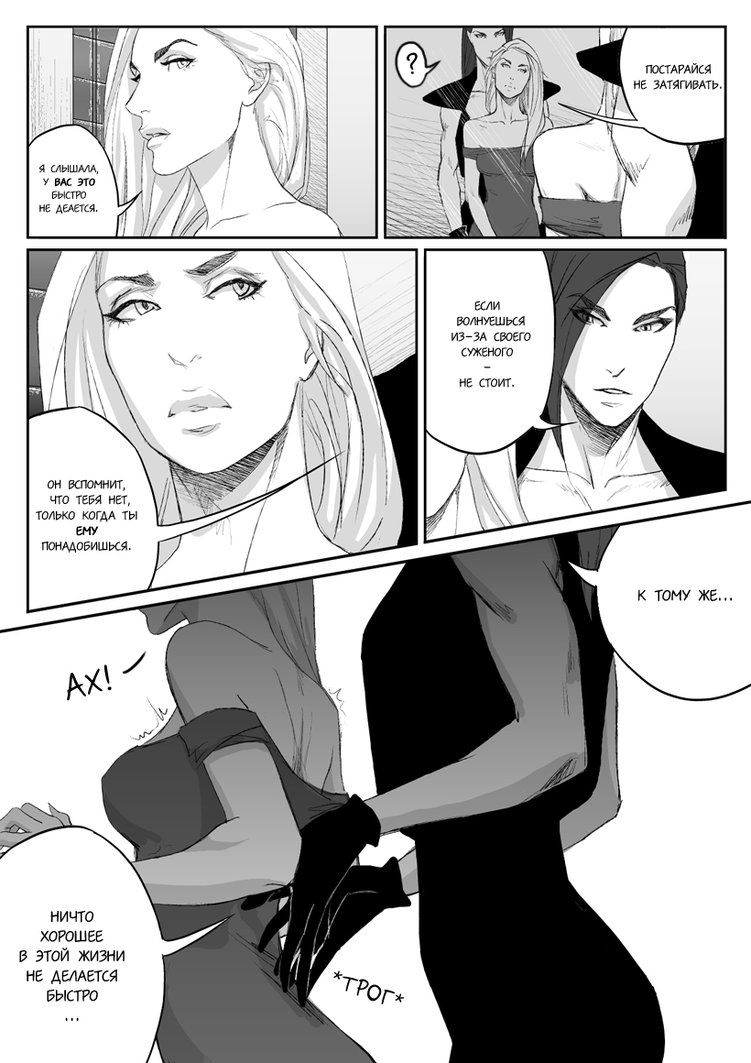 Я СЛЫШАЛА,
У ВАС ЭТО
БЫСТРО
НЕ ДЕЛАЕТСЯ.
?
ПОСТАРАЙСЯ
НЕ ЗАТЯГИВАТЬ.
ЕСЛИ
ВОЛНУЕШЬСЯ
ИЗ-ЗА СВОЕГО
СУЖЕНОГО
–
НЕ СТОИТ.
ОН ВСПОМНИТ,
ЧТО ТЕБЯ НЕТ,
ТОЛЬКО КОГДА ТЫ
ЕМУ
ПОНАДОБИШЬСЯ.
К ТОМУ ЖЕ...
АХ!
НИЧТО
ХОРОШЕЕ
В ЭТОЙ ЖИЗНИ
НЕ ДЕЛАЕТСЯ
БЫСТРО
...
*ТРОГ*